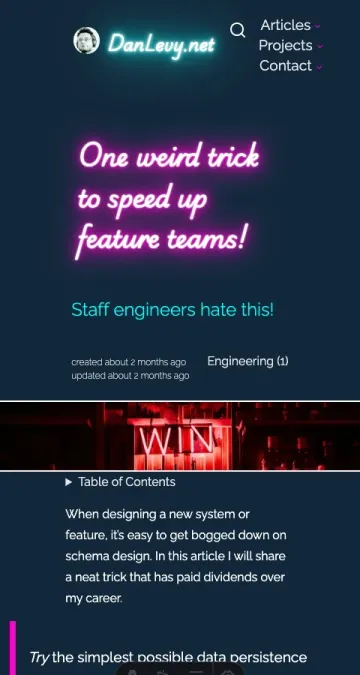 DanLevy.net
Articles
Projects
Contact
One weird trick
to speed up
feature teams!
Staff engineers hate this!
created about 2 months ago
updated about 2 months ago
Engineering (1)
WIN
Table of Contents
When designing a new system or
feature, it's easy to get bogged down on
schema design. In this article I will share
a neat trick that has paid dividends over
my career.
Try the simplest possible data persistence